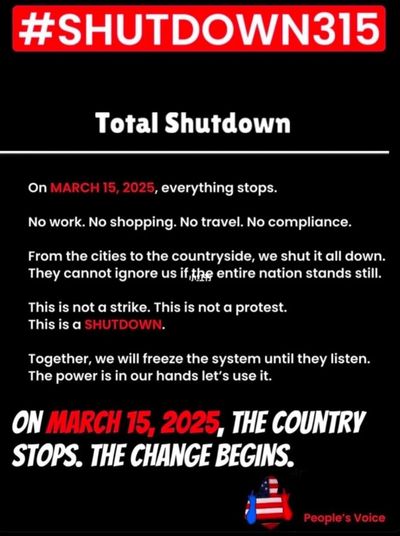 #SHUTDOWN315
Total Shutdown
On MARCH 15, 2025, everything stops.
No work. No shopping. No travel. No compliance.
From the cities to the countryside, we shut it all down.
They cannot ignore us if the entire nation stands still.
This is not a strike. This is not a protest.
This is a SHUTDOWN.
Together, we will freeze the system until they listen.
The power is in our hands let’s use it.
ON MARCH 15, 2025, THE COUNTRY
STOPS. THE CHANGE BEGINS.
People's Voice